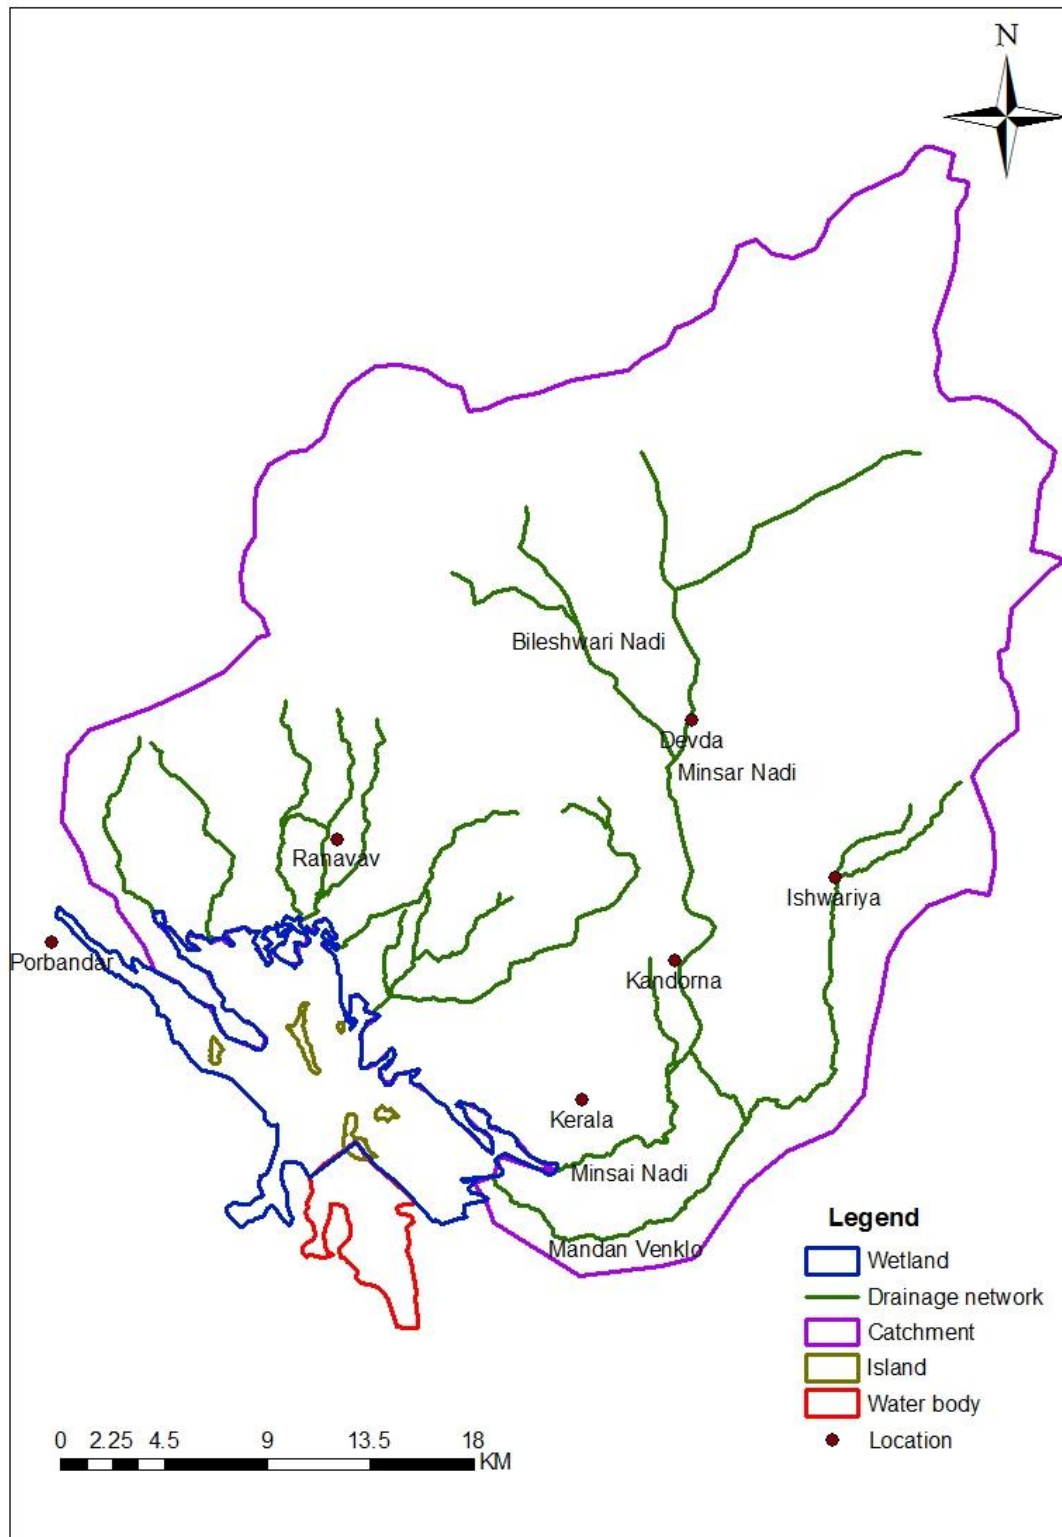 N
Bileshwari Nadi
Devda
Minsar Nadi
Ranavav
Ishwariya
Porbandar
Kandorna
Kerala
Minsai Nadi
Mandan Venklo
Legend
Wetland
Drainage network
Catchment
Island
Water body
Location
0 2.25 4.5 9 13.5 18
KM